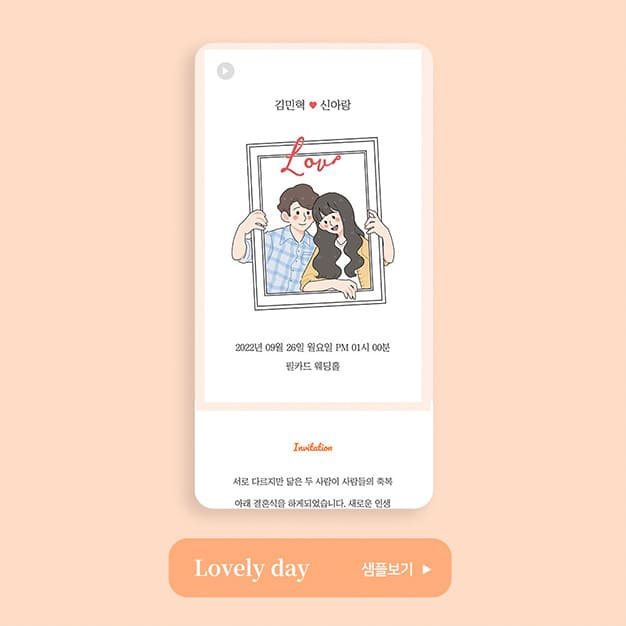 김민혁 ♥ 신아람
Love
2022년 09월 26일 월요일 PM 01시 00분
필카드 웨딩홀
Invitation
서로 다르지만 닮은 두 사람이 사람들의 축복
아래 결혼식을 하게되었습니다. 새로운 인생
Lovely day 샘플보기 ▶